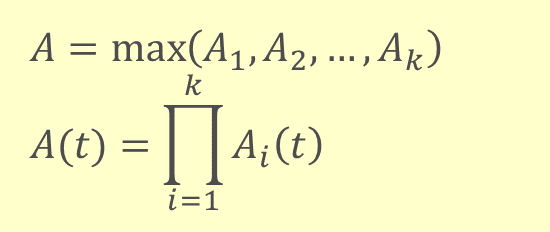 A = max(A₁, A₂, …, Aₖ)
A(t) = ∏ᵢ₌₁ᵏ Aᵢ(t)